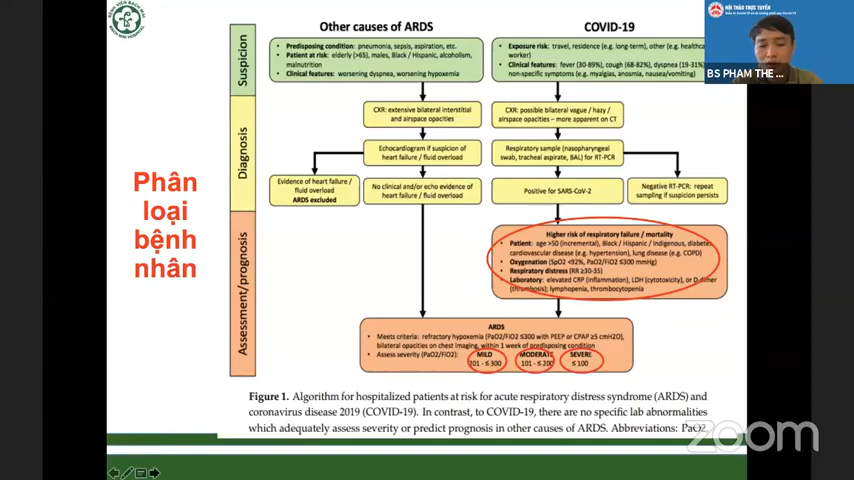 BỆNH VIỆN BẠCH MAI
BACH MAI HOSPITAL
Phân
loại
bệnh
nhân
Other causes of ARDS
COVID-19
Suspicion
• Predisposing condition: pneumonia, sepsis, aspiration, etc.
• Patient at risk: elderly (>65), males, Black / Hispanic, alcoholism,
malnutrition
• Clinical features: worsening dyspnea, worsening hypoxemia
• Exposure risk: travel, residence (e.g. long-term), other (e.g. healthcare
worker)
• Clinical features: fever (30-89%), cough (68-82%), dyspnea (19-31%)
non-specific symptoms (e.g. myalgias, anosmia, nausea/vomiting)
Diagnosis
CXR: extensive bilateral interstitial
and airspace opacities
CXR: possible bilateral vague / hazy /
airspace opacities – more apparent on CT
Echocardiogram if suspicion of
heart failure / fluid overload
Respiratory sample (nasopharyngeal
swab, tracheal aspirate, BAL) for RT-PCR
Evidence of heart failure /
fluid overload
ARDS excluded
No clinical and/or echo evidence of
heart failure / fluid overload
Positive for SARS-CoV-2
Negative RT-PCR: repeat
sampling if suspicion persists
Assessment/prognosis
Higher risk of respiratory failure / mortality
• Patient: age >50 (incremental), Black / Hispanic / Indigenous, diabetes,
cardiovascular disease (e.g. hypertension), lung disease (e.g. COPD)
• Oxygenation (SpO2 <92%, PaO2/FiO2 ≤300 mmHg)
• Respiratory distress (RR ≥30-35)
• Laboratory: elevated CRP (inflammation), LDH (cytotoxicity), or D-dimer
(thrombosis); lymphopenia, thrombocytopenia
ARDS
• Meets criteria: refractory hypoxemia (PaO2/FiO2 ≤300 with PEEP or CPAP ≥5 cmH2O),
bilateral opacities on chest imaging, within 1 week of predisposing condition
• Assess severity (PaO2/FiO2): MILD MODERATE SEVERE
201 - ≤ 300 101 - ≤ 200 ≤ 100
Figure 1. Algorithm for hospitalized patients at risk for acute respiratory distress syndrome (ARDS) and
coronavirus disease 2019 (COVID-19). In contrast, to COVID-19, there are no specific lab abnormalities
which adequately assess severity or predict prognosis in other causes of ARDS. Abbreviations: PaO2,
HỘI THẢO TRỰC TUYẾN
BS PHAM THE ...
zoom